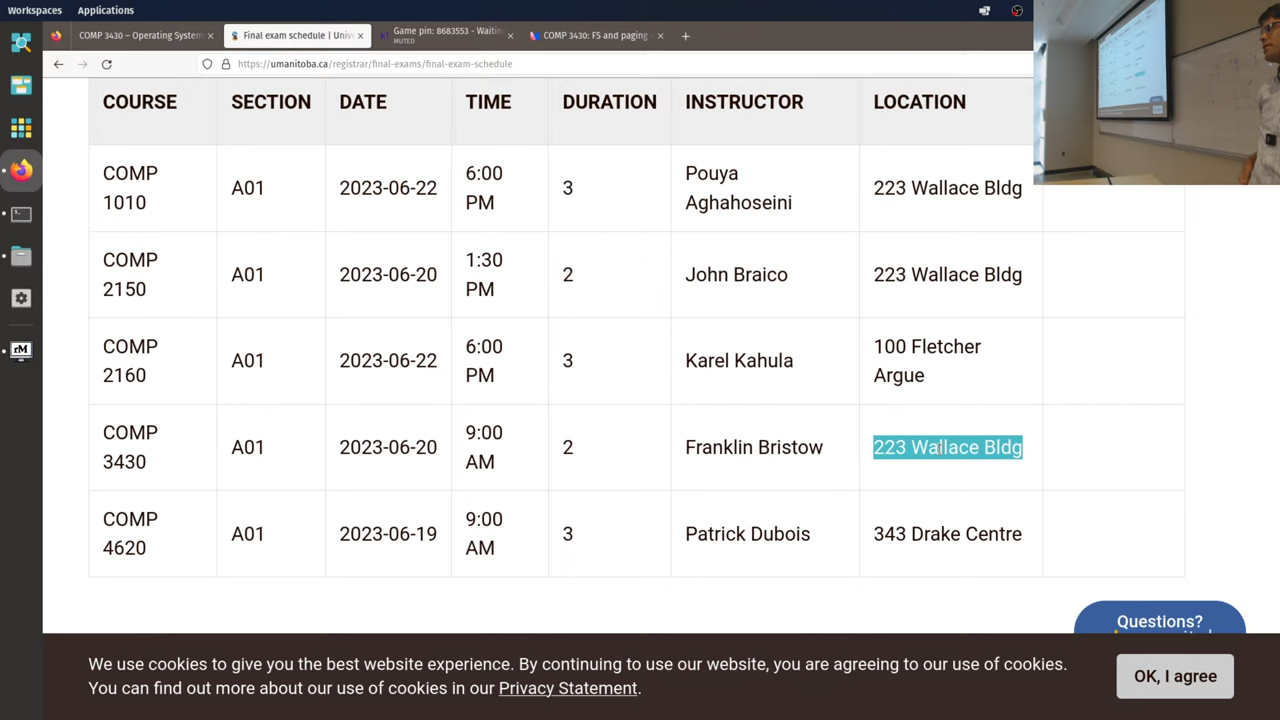 Workspaces Applications
COMP 3430 – Operating System
Final exam schedule | Unive
Game pin: 8683553 - Waitin
MUTED
COMP 3430: FS and paging
https://umanitoba.ca/registrar/final-exams/final-exam-schedule
COURSE SECTION DATE TIME DURATION INSTRUCTOR LOCATION
COMP 1010 A01 2023-06-22 6:00 PM 3 Pouya Aghahoseini 223 Wallace Bldg
COMP 2150 A01 2023-06-20 1:30 PM 2 John Braico 223 Wallace Bldg
COMP 2160 A01 2023-06-22 6:00 PM 3 Karel Kahula 100 Fletcher Argue
COMP 3430 A01 2023-06-20 9:00 AM 2 Franklin Bristow 223 Wallace Bldg
COMP 4620 A01 2023-06-19 9:00 AM 3 Patrick Dubois 343 Drake Centre
Questions?
We use cookies to give you the best website experience. By continuing to use our website, you are agreeing to our use of cookies.
You can find out more about our use of cookies in our Privacy Statement.
OK, I agree
rM